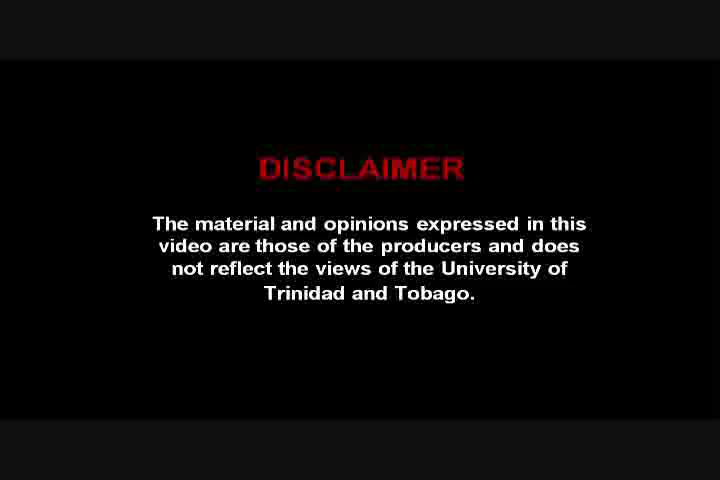 DISCLAIMER
The material and opinions expressed in this
video are those of the producers and does
not reflect the views of the University of
Trinidad and Tobago.